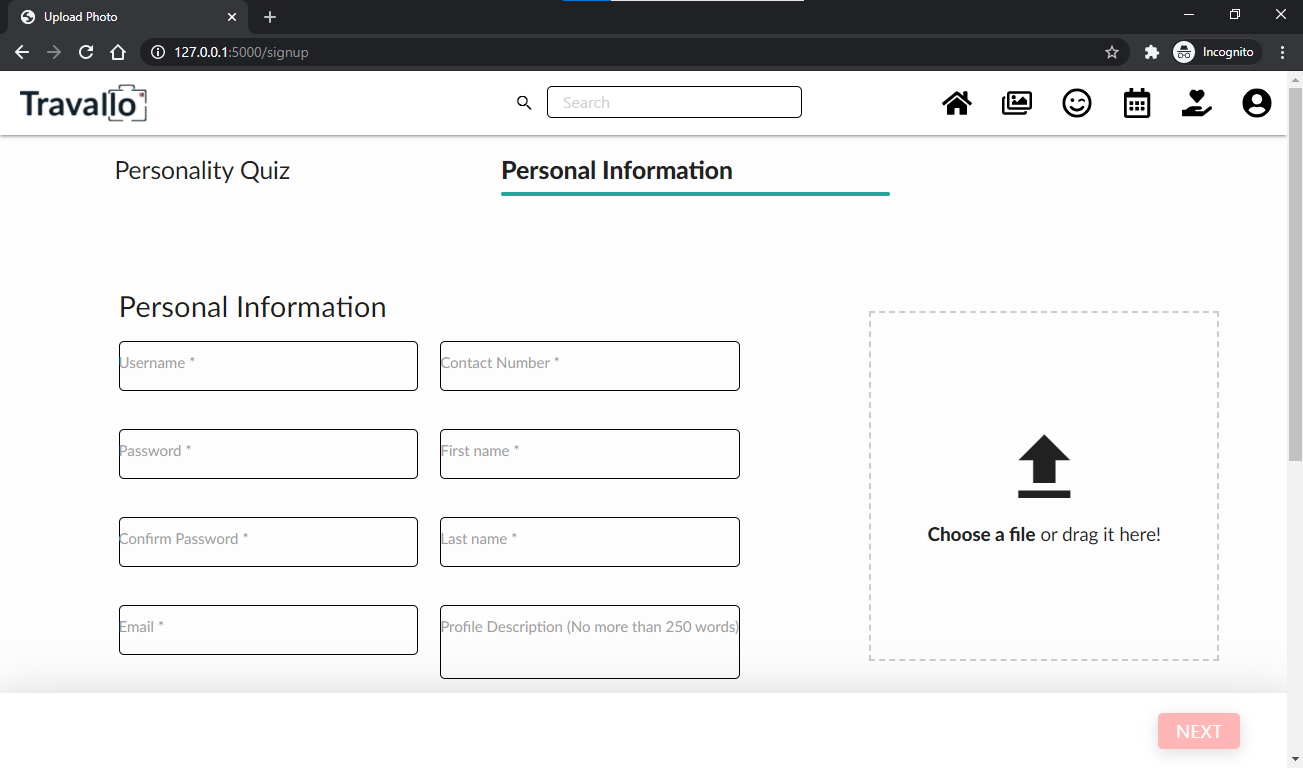 Upload Photo
127.0.0.1:5000/signup
Incognito
Travallo
Search
Personality Quiz
Personal Information
Personal Information
Username *
Contact Number *
Password *
First name *
Confirm Password *
Last name *
Email *
Profile Description (No more than 250 words)
Choose a file or drag it here!
NEXT